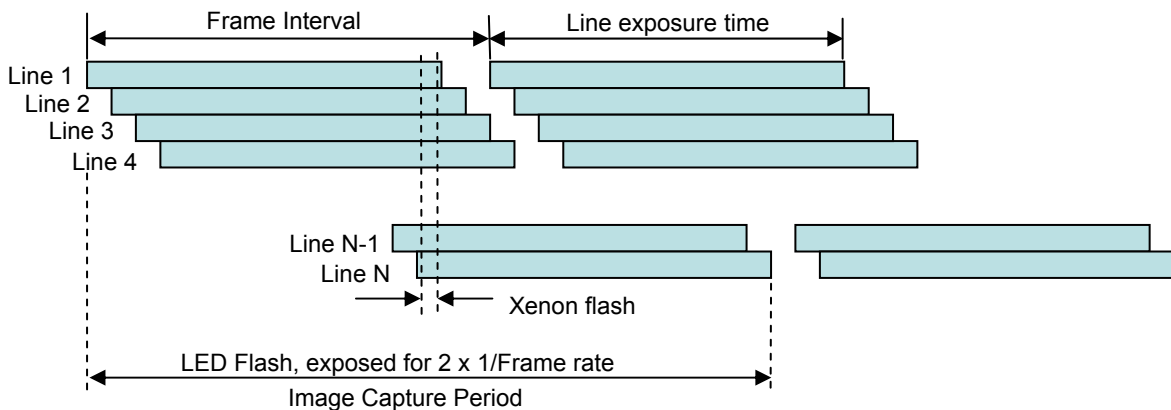 Frame Interval
Line exposure time
Line 1
Line 2
Line 3
Line 4
Line N-1
Line N
Xenon flash
LED Flash, exposed for 2 x 1/Frame rate
Image Capture Period